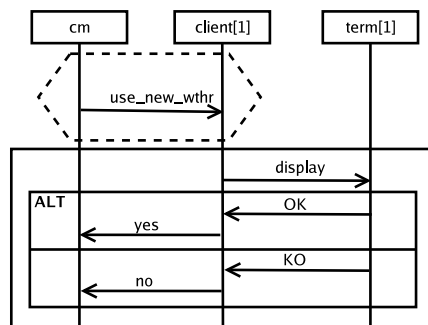 cm client[1] term[1]
use_new_wthr
display
ALT
OK
yes
KO
no